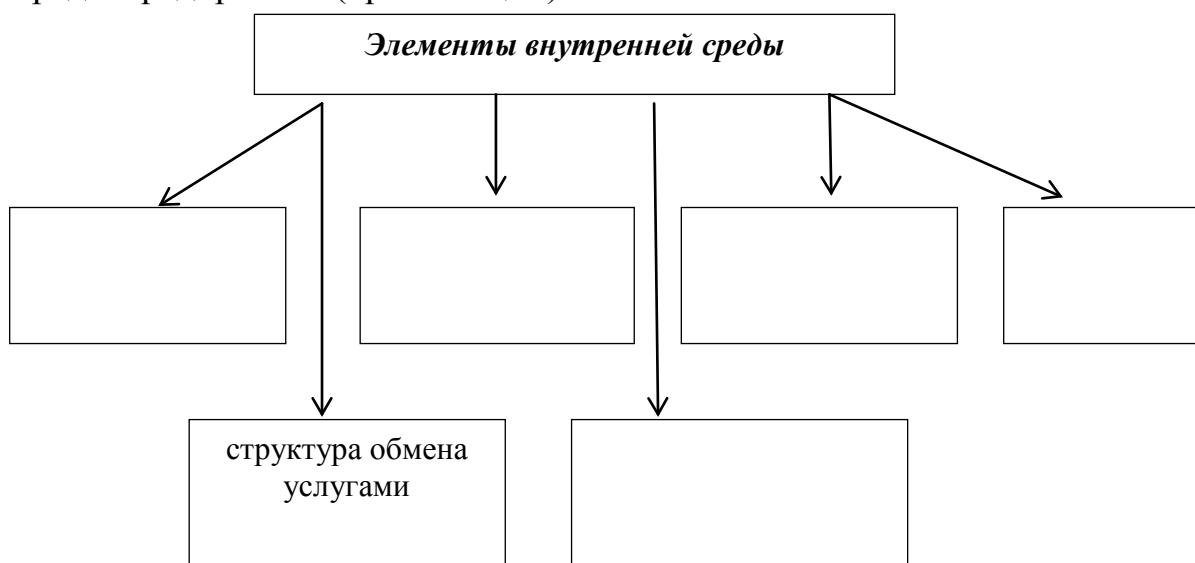 Элементы внутренней среды
структура обмена
услугами